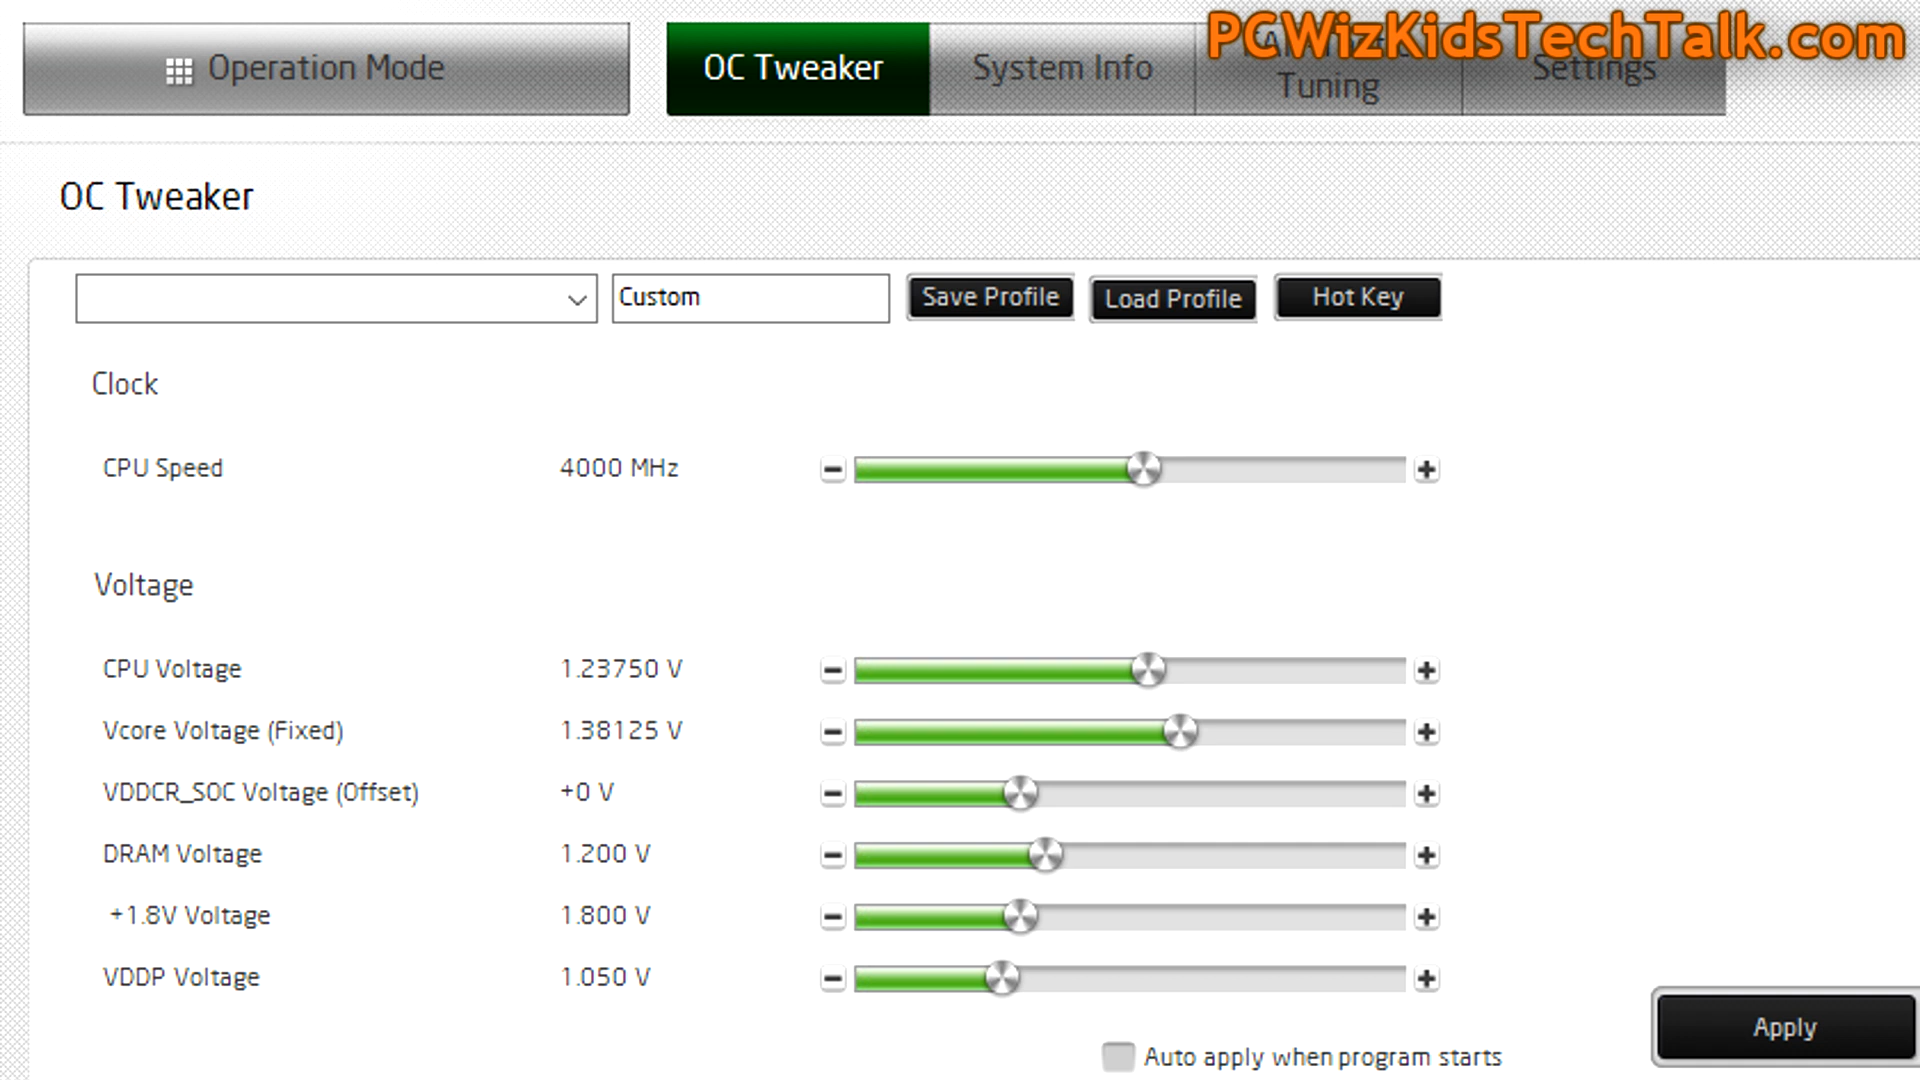 PCWizKidsTechTalk.com
Operation Mode
OC Tweaker
System Info
Tuning
Settings
OC Tweaker
Custom
Save Profile
Load Profile
Hot Key
Clock
CPU Speed 4000 MHz
Voltage
CPU Voltage 1.23750 V
Vcore Voltage (Fixed) 1.38125 V
VDDCR_SOC Voltage (Offset) +0 V
DRAM Voltage 1.200 V
+1.8V Voltage 1.800 V
VDDP Voltage 1.050 V
Apply
Auto apply when program starts